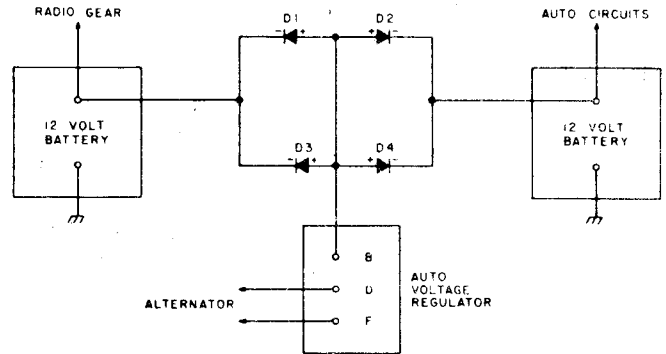 RADIO GEAR
AUTO CIRCUITS
D1
D2
- +
+ -
12 VOLT
BATTERY
12 VOLT
BATTERY
D3
D4
- +
+ -
B
D
F
AUTO
VOLTAGE
REGULATOR
ALTERNATOR